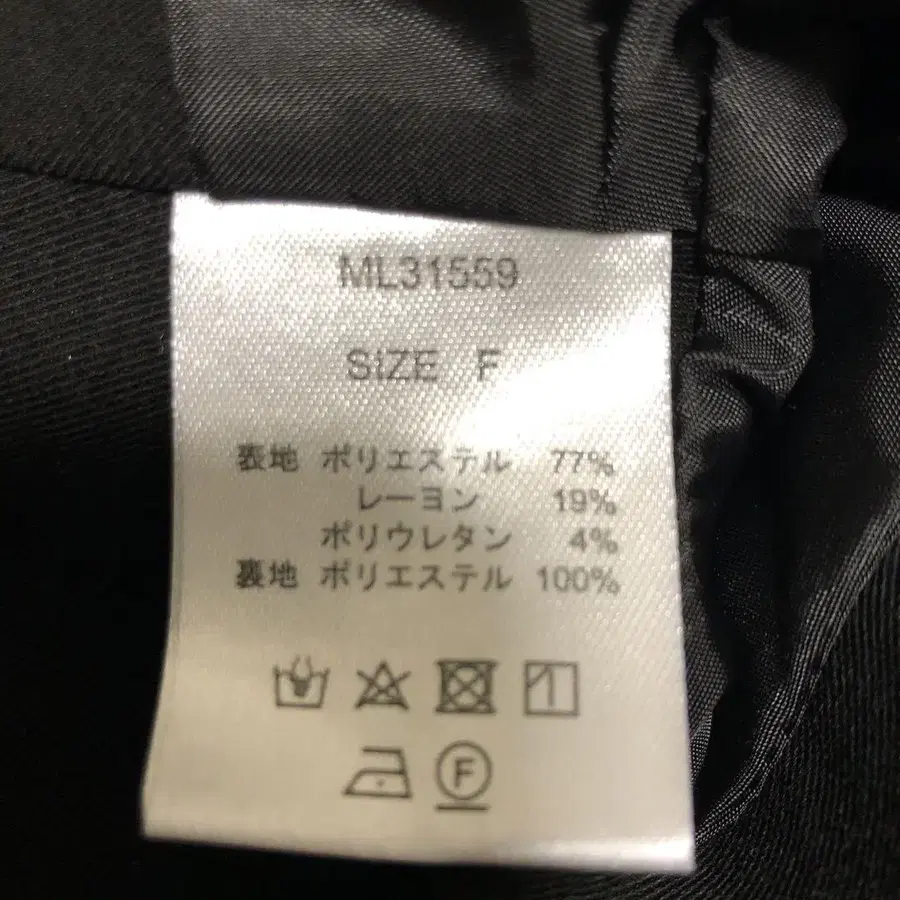 ML31559
SIZE F
表地 ポリエステル 77%
レーヨン 19%
ポリウレタン 4%
裏地 ポリエステル 100%
F